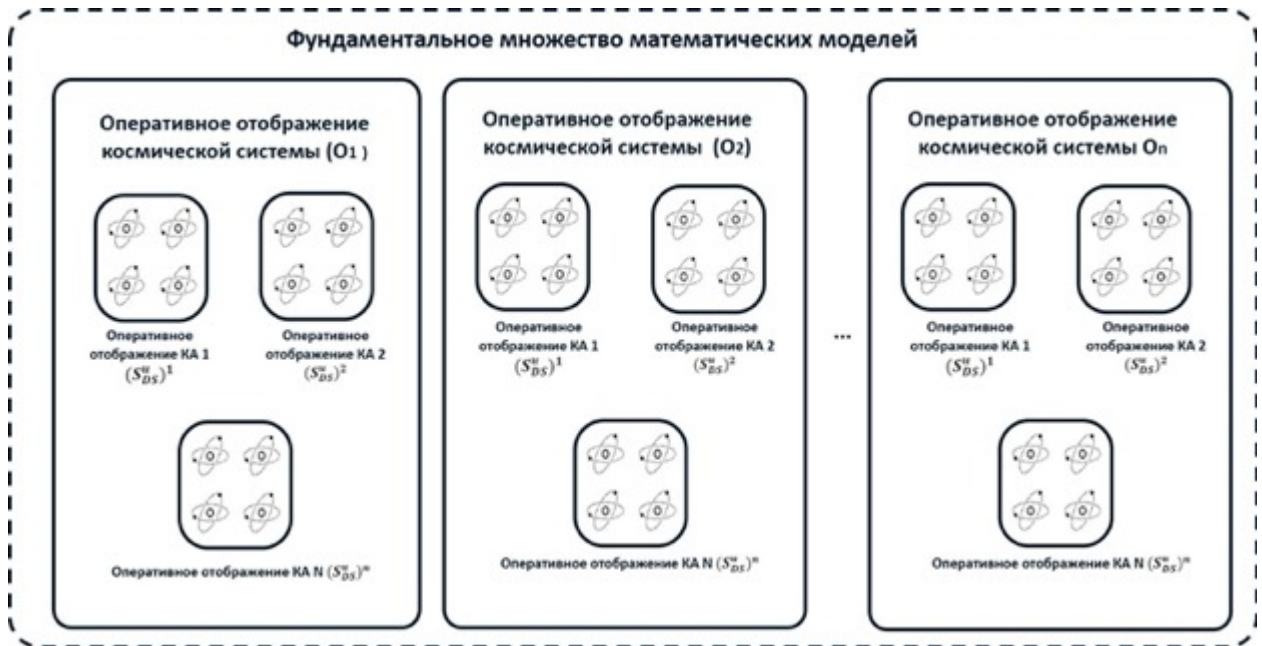 Фундаментальное множество математических моделей
Оперативное отображение
космической системы (O1 )
Оперативное
отображение КА 1
(S^u_DS)^1
Оперативное
отображение КА 2
(S^u_DS)^2
Оперативное отображение КА N (S^u_DS)^n
Оперативное отображение
космической системы (O2)
Оперативное
отображение КА 1
(S^u_DS)^1
Оперативное
отображение КА 2
(S^u_DS)^2
Оперативное отображение КА N (S^u_DS)^n
...
Оперативное отображение
космической системы On
Оперативное
отображение КА 1
(S^u_DS)^1
Оперативное
отображение КА 2
(S^u_DS)^2
Оперативное отображение КА N (S^u_DS)^n